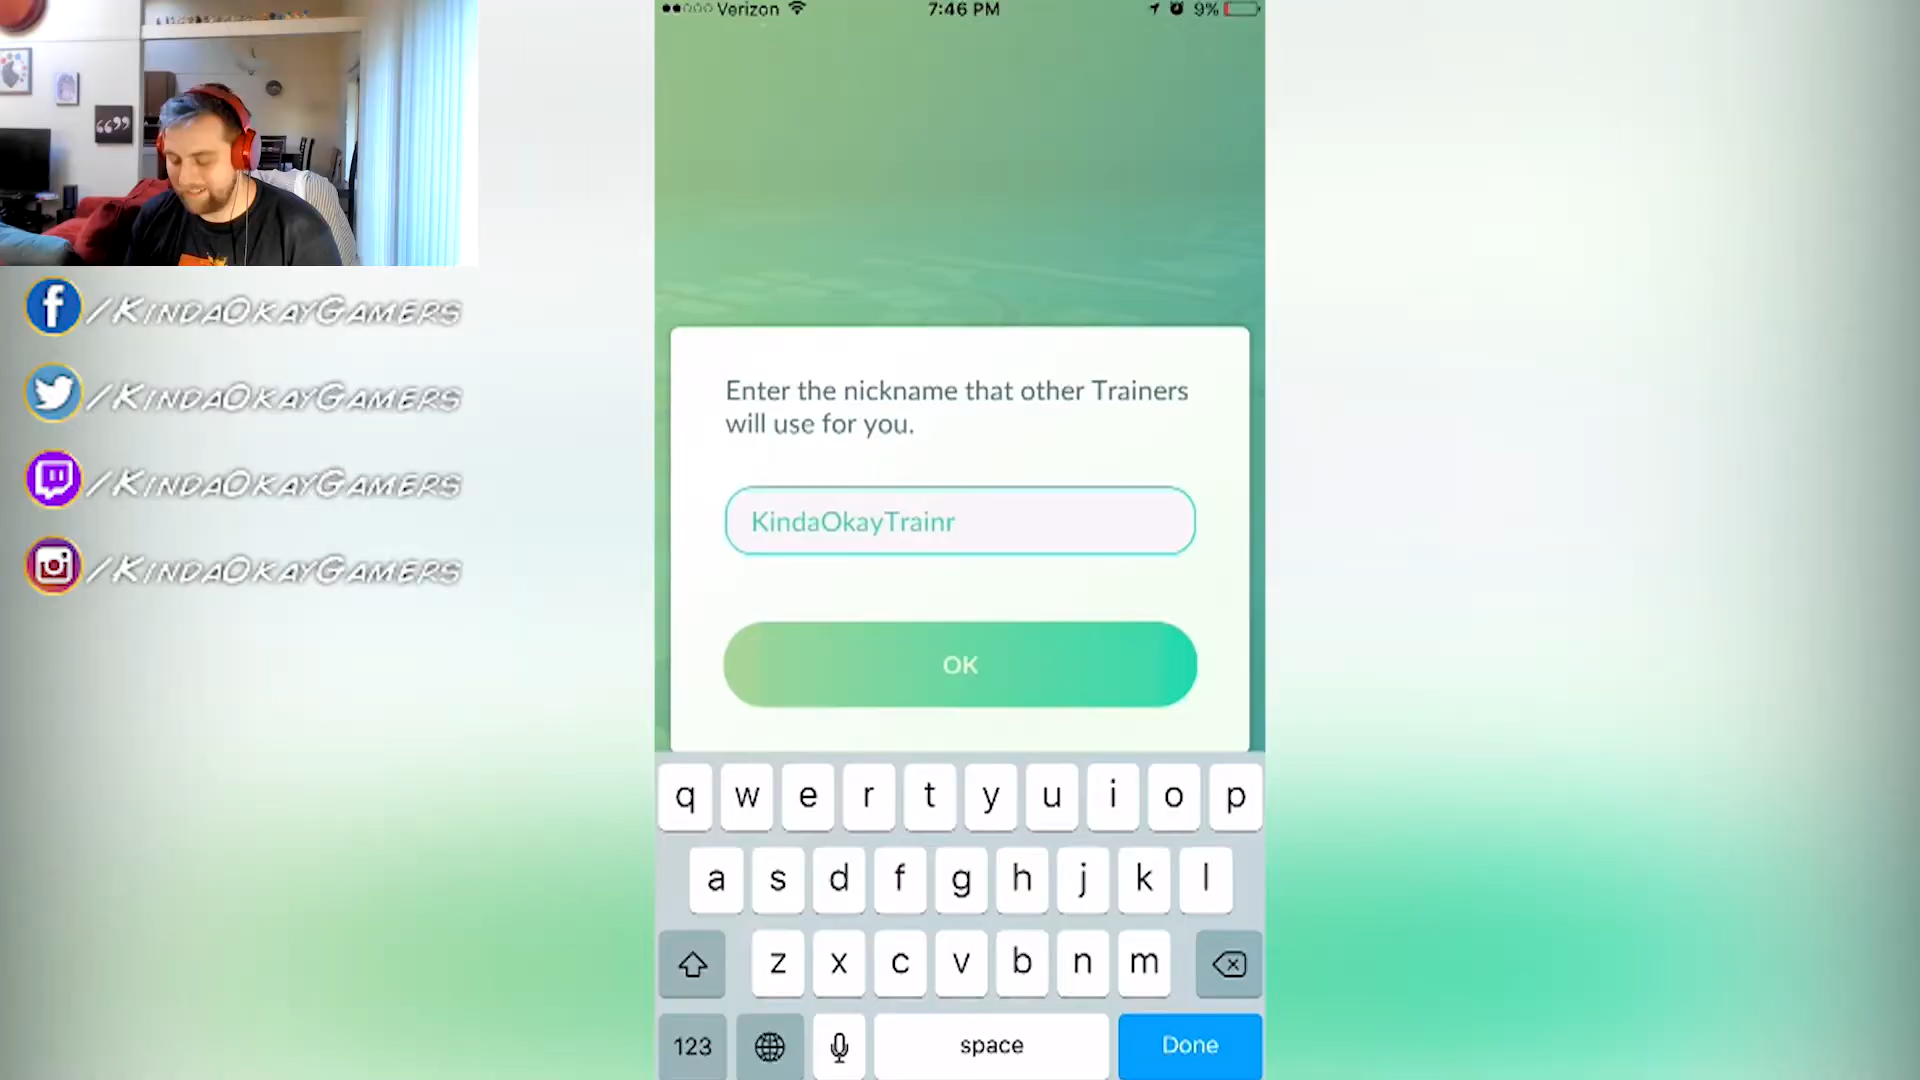 Verizon 7:46 PM 9%
/KindaOkayGamers
/KindaOkayGamers
/KindaOkayGamers
/KindaOkayGamers
Enter the nickname that other Trainers
will use for you.
KindaOkayTrainr
OK
q w e r t y u i o p
a s d f g h j k l
z x c v b n m
123 space Done